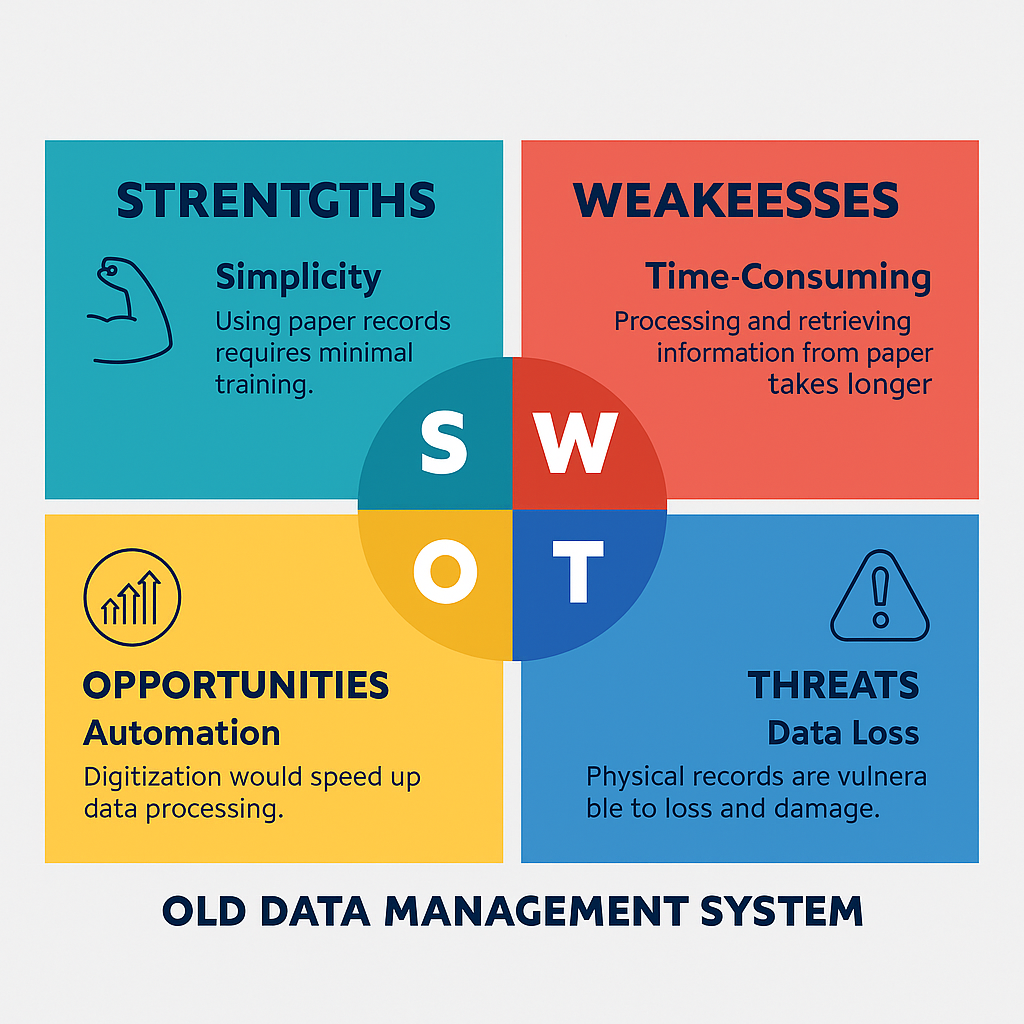 STRENTGTHS
Simplicity
Using paper records
requires minimal
training.
WEAKEESSES
Time-Consuming
Processing and retrieving
information from paper
takes longer
S
W
O
T
OPPORTUNITIES
Automation
Digitization would speed up
data processing.
THREATS
Data Loss
Physical records are vulnera
ble to loss and damage.
OLD DATA MANAGEMENT SYSTEM